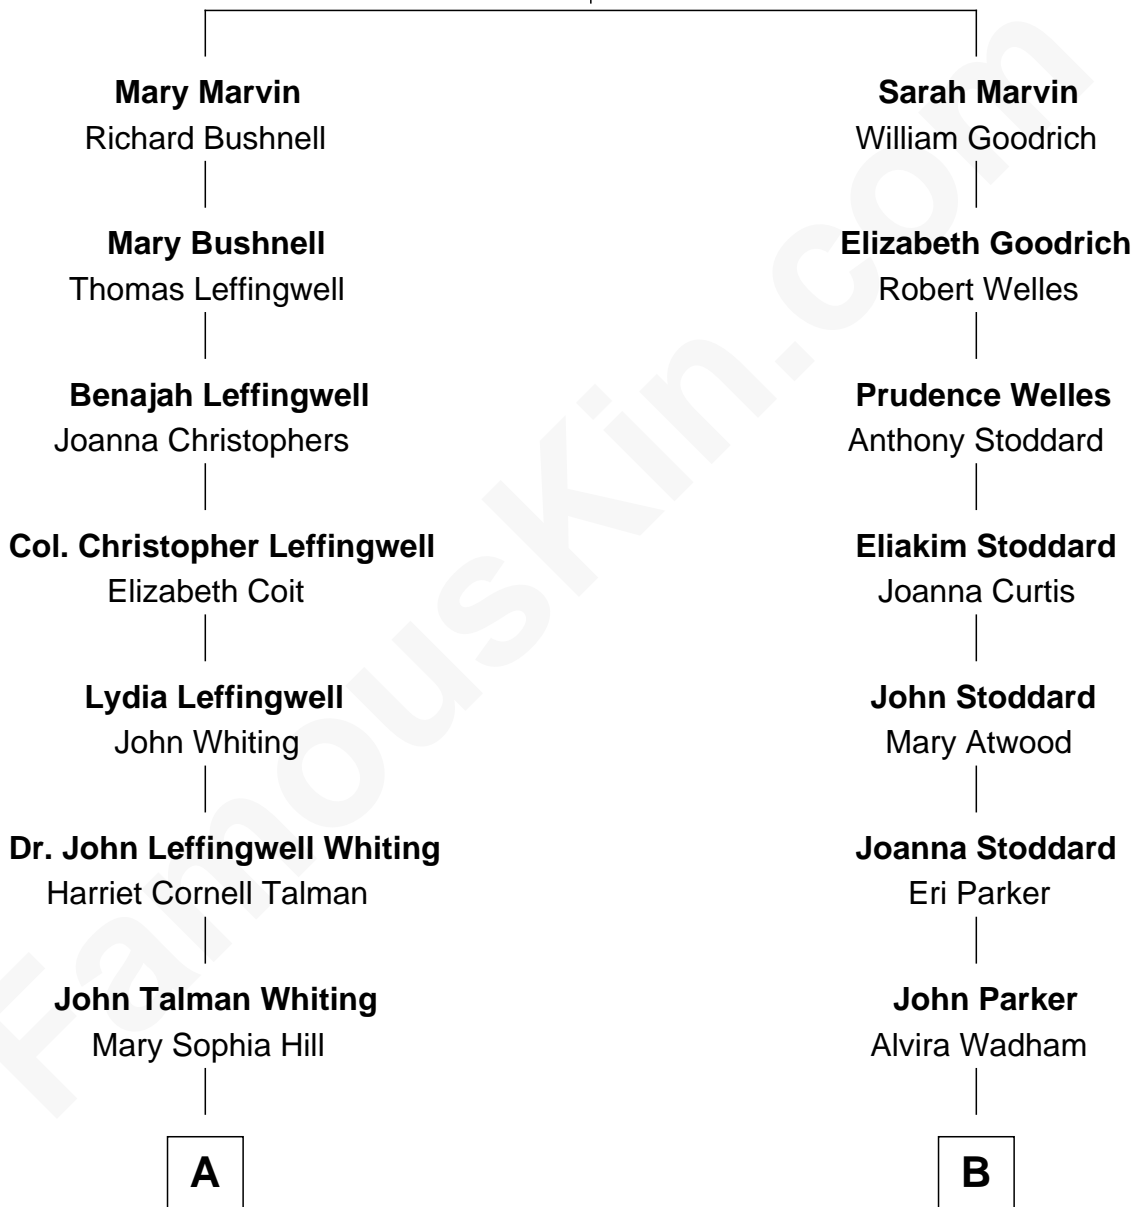 Mary Marvin
Richard Bushnell
Mary Bushnell
Thomas Leffingwell
Benajah Leffingwell
Joanna Christophers
Col. Christopher Leffingwell
Elizabeth Coit
Lydia Leffingwell
John Whiting
Dr. John Leffingwell Whiting
Harriet Cornell Talman
John Talman Whiting
Mary Sophia Hill
A
Sarah Marvin
William Goodrich
Elizabeth Goodrich
Robert Welles
Prudence Welles
Anthony Stoddard
Eliakim Stoddard
Joanna Curtis
John Stoddard
Mary Atwood
Joanna Stoddard
Eri Parker
John Parker
Alvira Wadham
B
FamousKin.com